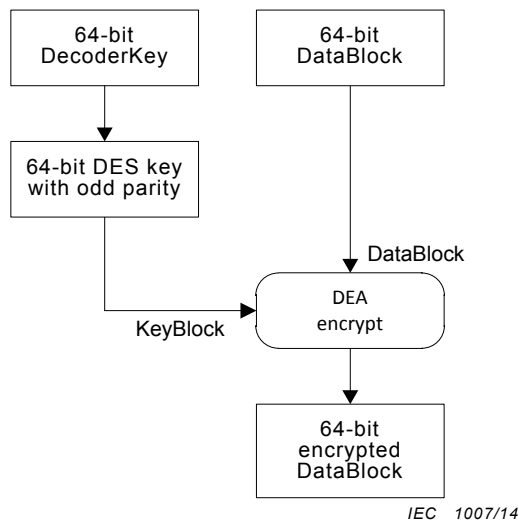 64-bit
DecoderKey
64-bit
DataBlock
64-bit DES key
with odd parity
DataBlock
DEA
encrypt
KeyBlock
64-bit
encrypted
DataBlock
IEC 1007/14